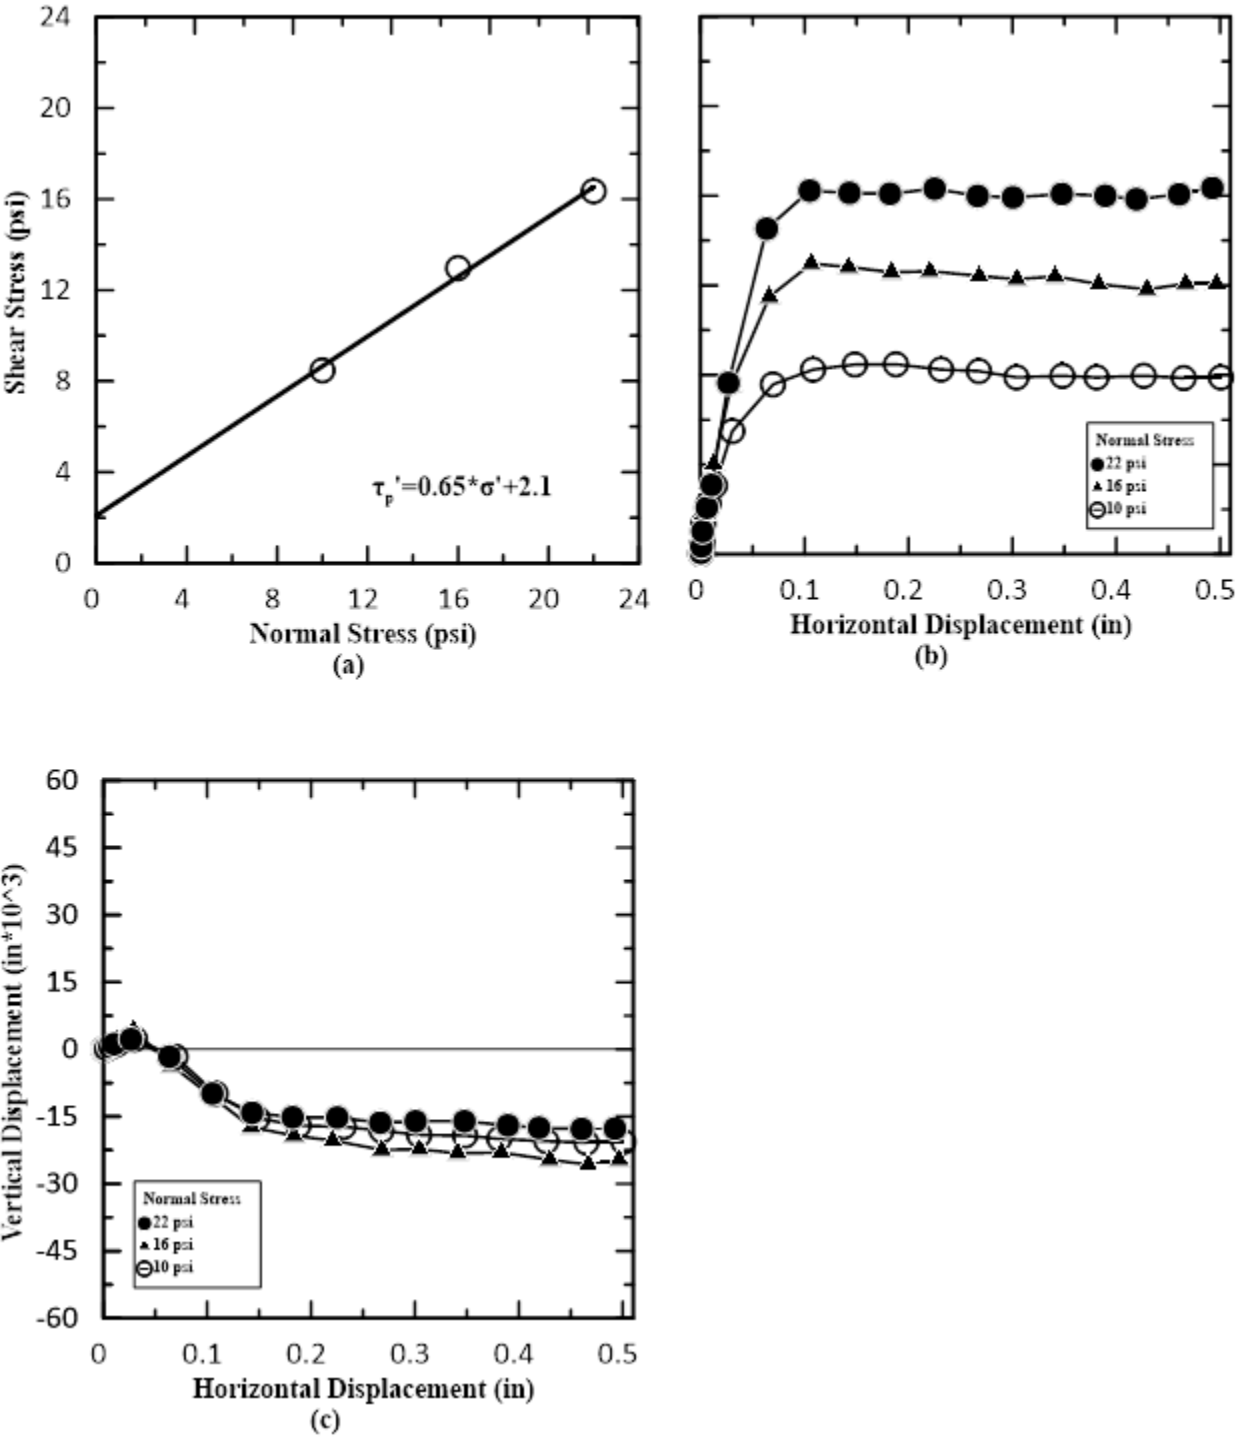 24
20
16
12
8
4
0
Shear Stress (psi)
τp'=0.65*σ'+2.1
0 4 8 12 16 20 24
Normal Stress (psi)
(a)
Normal Stress
22 psi
16 psi
10 psi
0 0.1 0.2 0.3 0.4 0.5
Horizontal Displacement (in)
(b)
60
45
30
15
0
-15
-30
-45
-60
Vertical Displacement (in*10^3)
Normal Stress
22 psi
16 psi
10 psi
0 0.1 0.2 0.3 0.4 0.5
Horizontal Displacement (in)
(c)